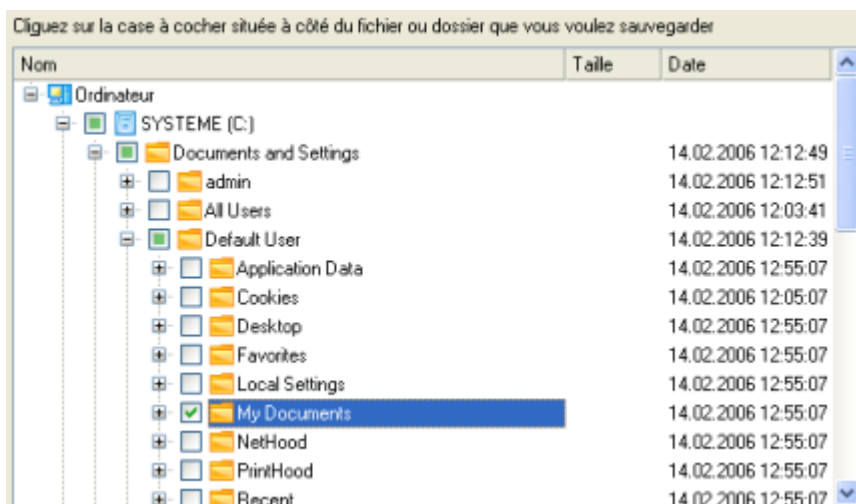 Cliquez sur la case à cocher située à côté du fichier ou dossier que vous voulez sauvegarder
Nom Taille Date
Ordinateur
SYSTEME (C:)
Documents and Settings 14.02.2006 12:12:49
admin 14.02.2006 12:12:51
All Users 14.02.2006 12:03:41
Default User 14.02.2006 12:12:39
Application Data 14.02.2006 12:55:07
Cookies 14.02.2006 12:05:07
Desktop 14.02.2006 12:55:07
Favorites 14.02.2006 12:55:07
Local Settings 14.02.2006 12:55:07
My Documents 14.02.2006 12:55:07
NetHood 14.02.2006 12:55:07
PrintHood 14.02.2006 12:55:07
Recent 14.02.2006 12:55:07